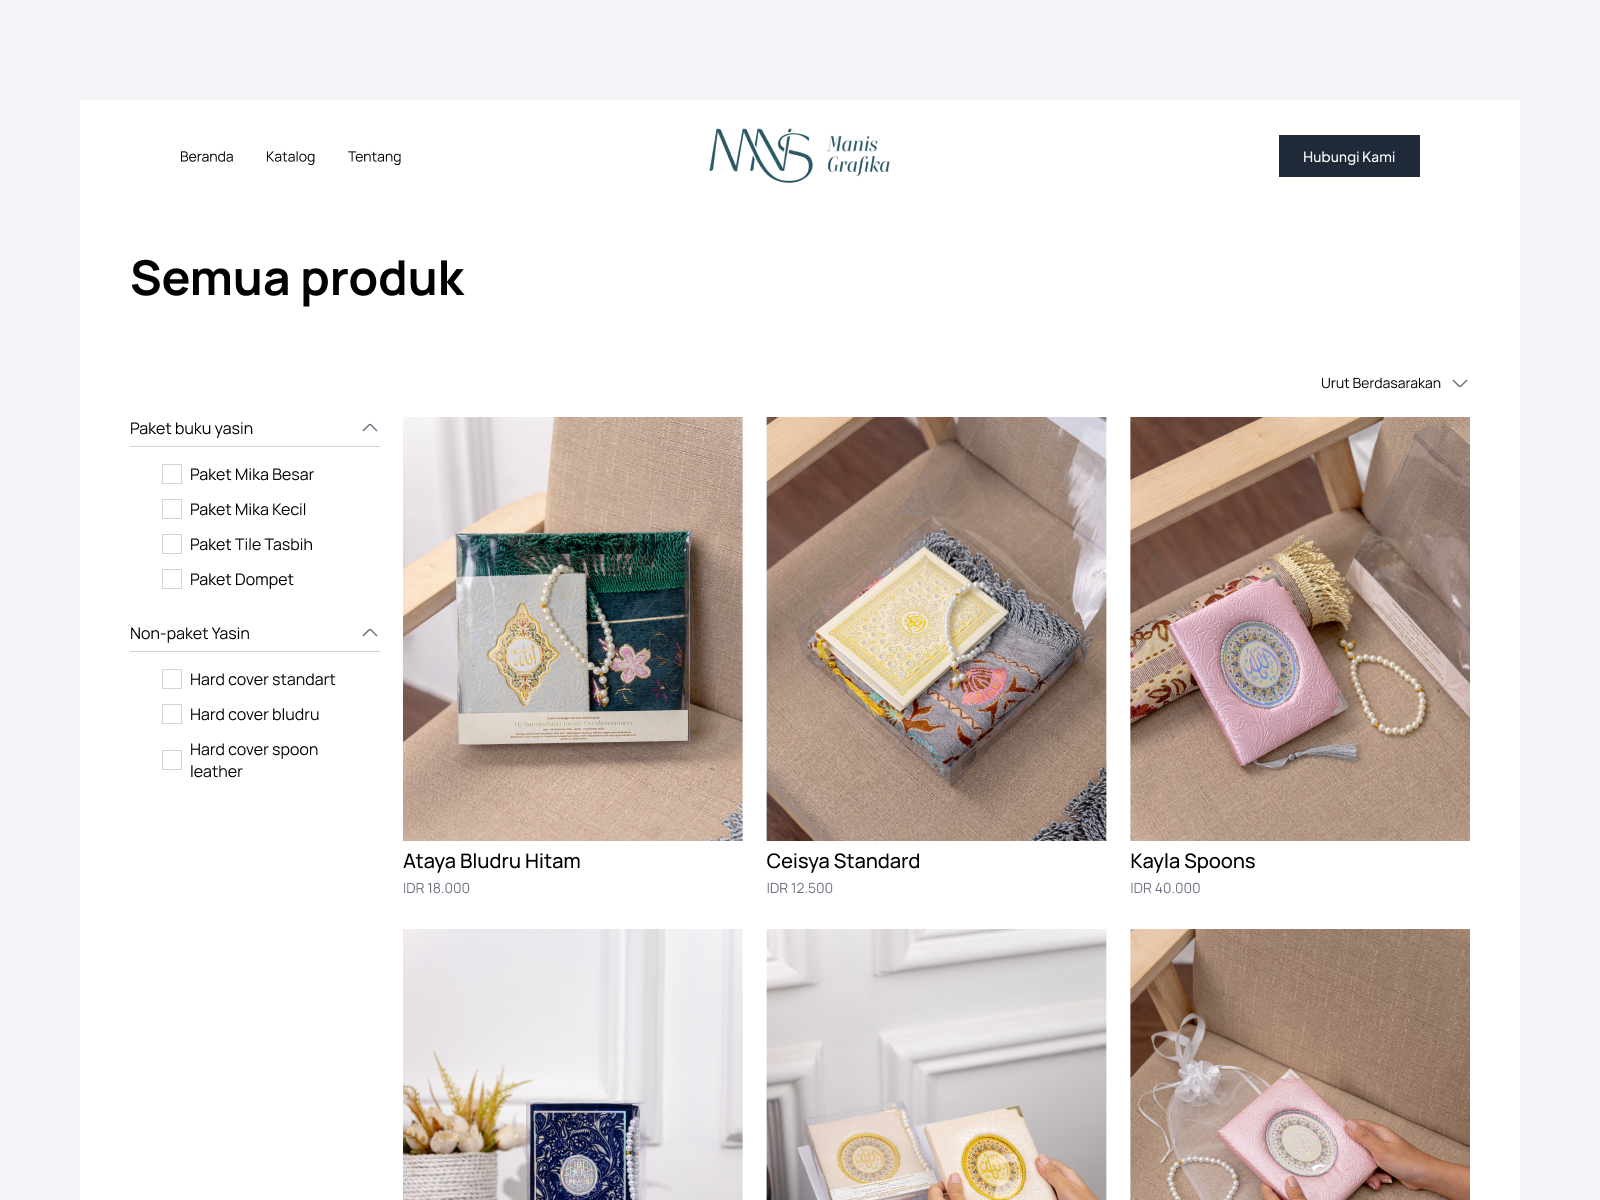 Beranda
Katalog
Tentang
MNS
Manis
Grafika
Hubungi Kami
Semua produk
Urut Berdasarakan
Paket buku yasin
Paket Mika Besar
Paket Mika Kecil
Paket Tile Tasbih
Paket Dompet
Non-paket Yasin
Hard cover standart
Hard cover bludru
Hard cover spoon
leather
الله
Ataya Bludru Hitam
IDR 18.000
Ceisya Standard
IDR 12.500
Kayla Spoons
IDR 40.000